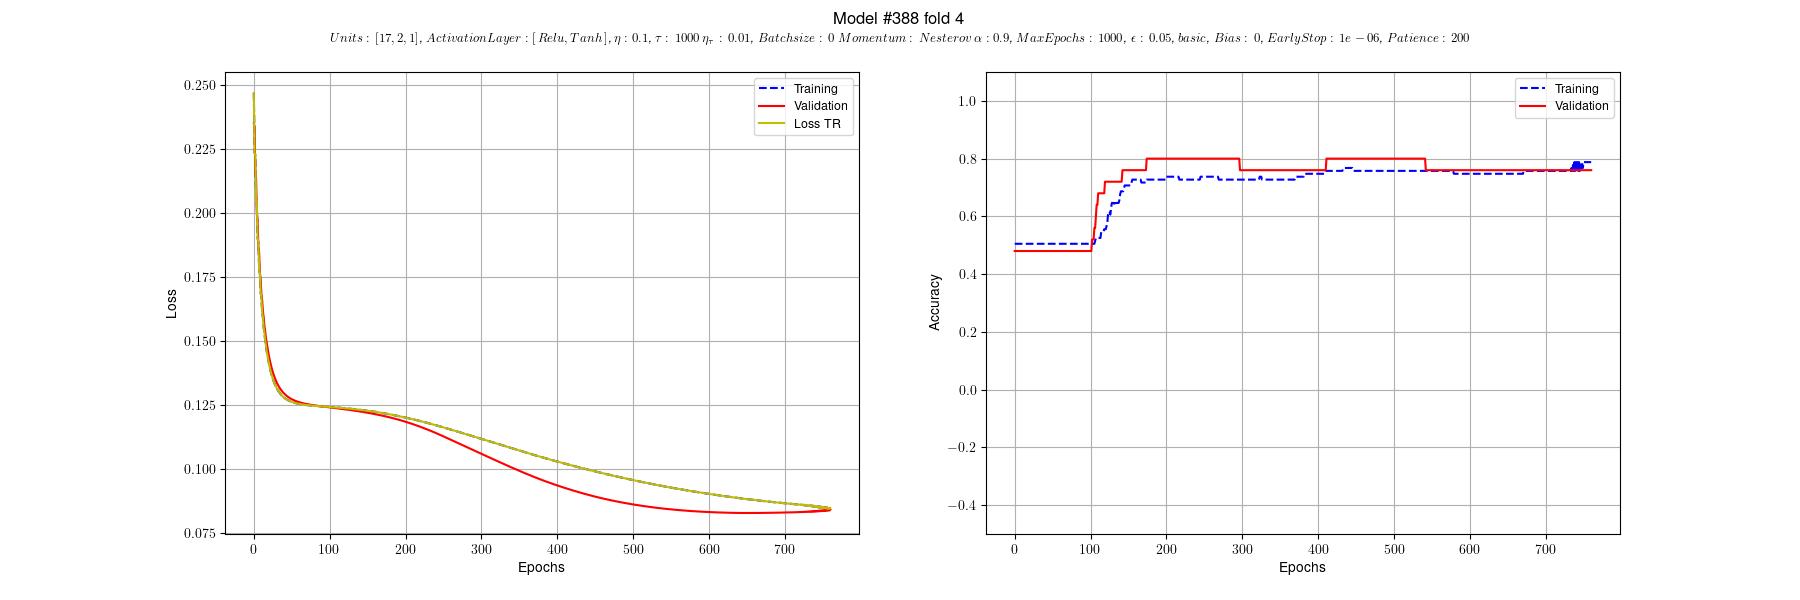 Model #388 fold 4
Units : [17, 2, 1], ActivationLayer : [ Relu, Tanh ], η : 0.1, τ : 1000 ητ : 0.01, Batchsize : 0 Momentum : Nesterov α : 0.9, MaxEpochs : 1000, ϵ : 0.05, basic, Bias : 0, EarlyStop : 1e − 06, Patience : 200
Loss
0.250
0.225
0.200
0.175
0.150
0.125
0.100
0.075
Training
Validation
Loss TR
0 100 200 300 400 500 600 700
Epochs
Accuracy
1.0
0.8
0.6
0.4
0.2
0.0
−0.2
−0.4
Training
Validation
0 100 200 300 400 500 600 700
Epochs